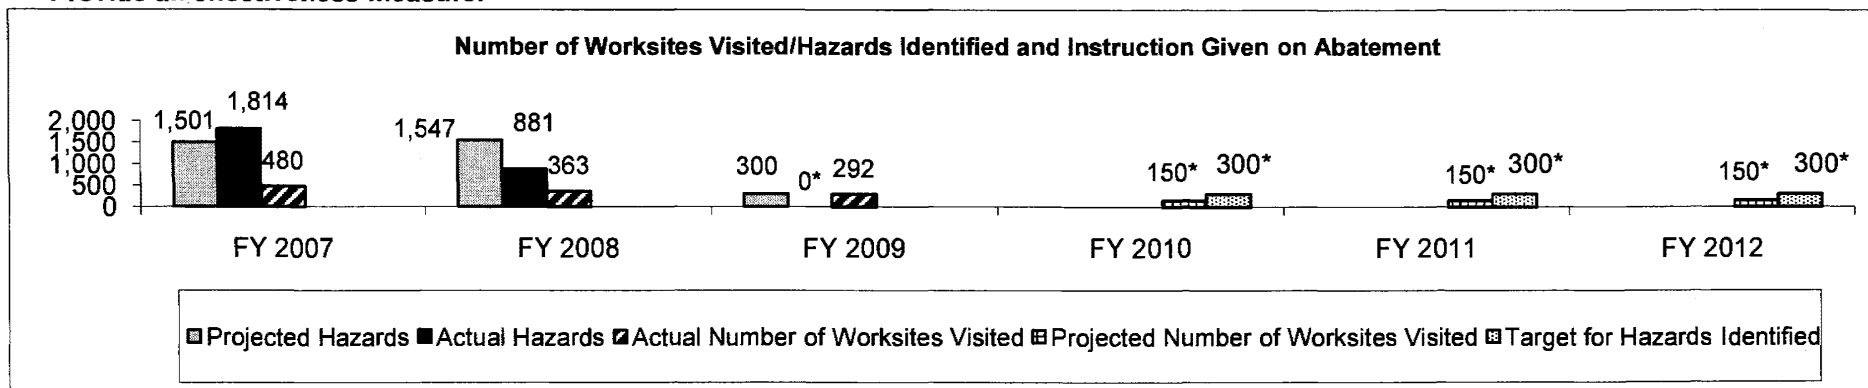 Number of Worksites Visited/Hazards Identified and Instruction Given on Abatement
2,000
1,500
1,000
500
0
1,501
1,814
480
1,547
881
363
300
0*
292
150*
300*
150*
300*
150*
300*
FY 2007
FY 2008
FY 2009
FY 2010
FY 2011
FY 2012
Projected Hazards Actual Hazards Actual Number of Worksites Visited Projected Number of Worksites Visited Target for Hazards Identified